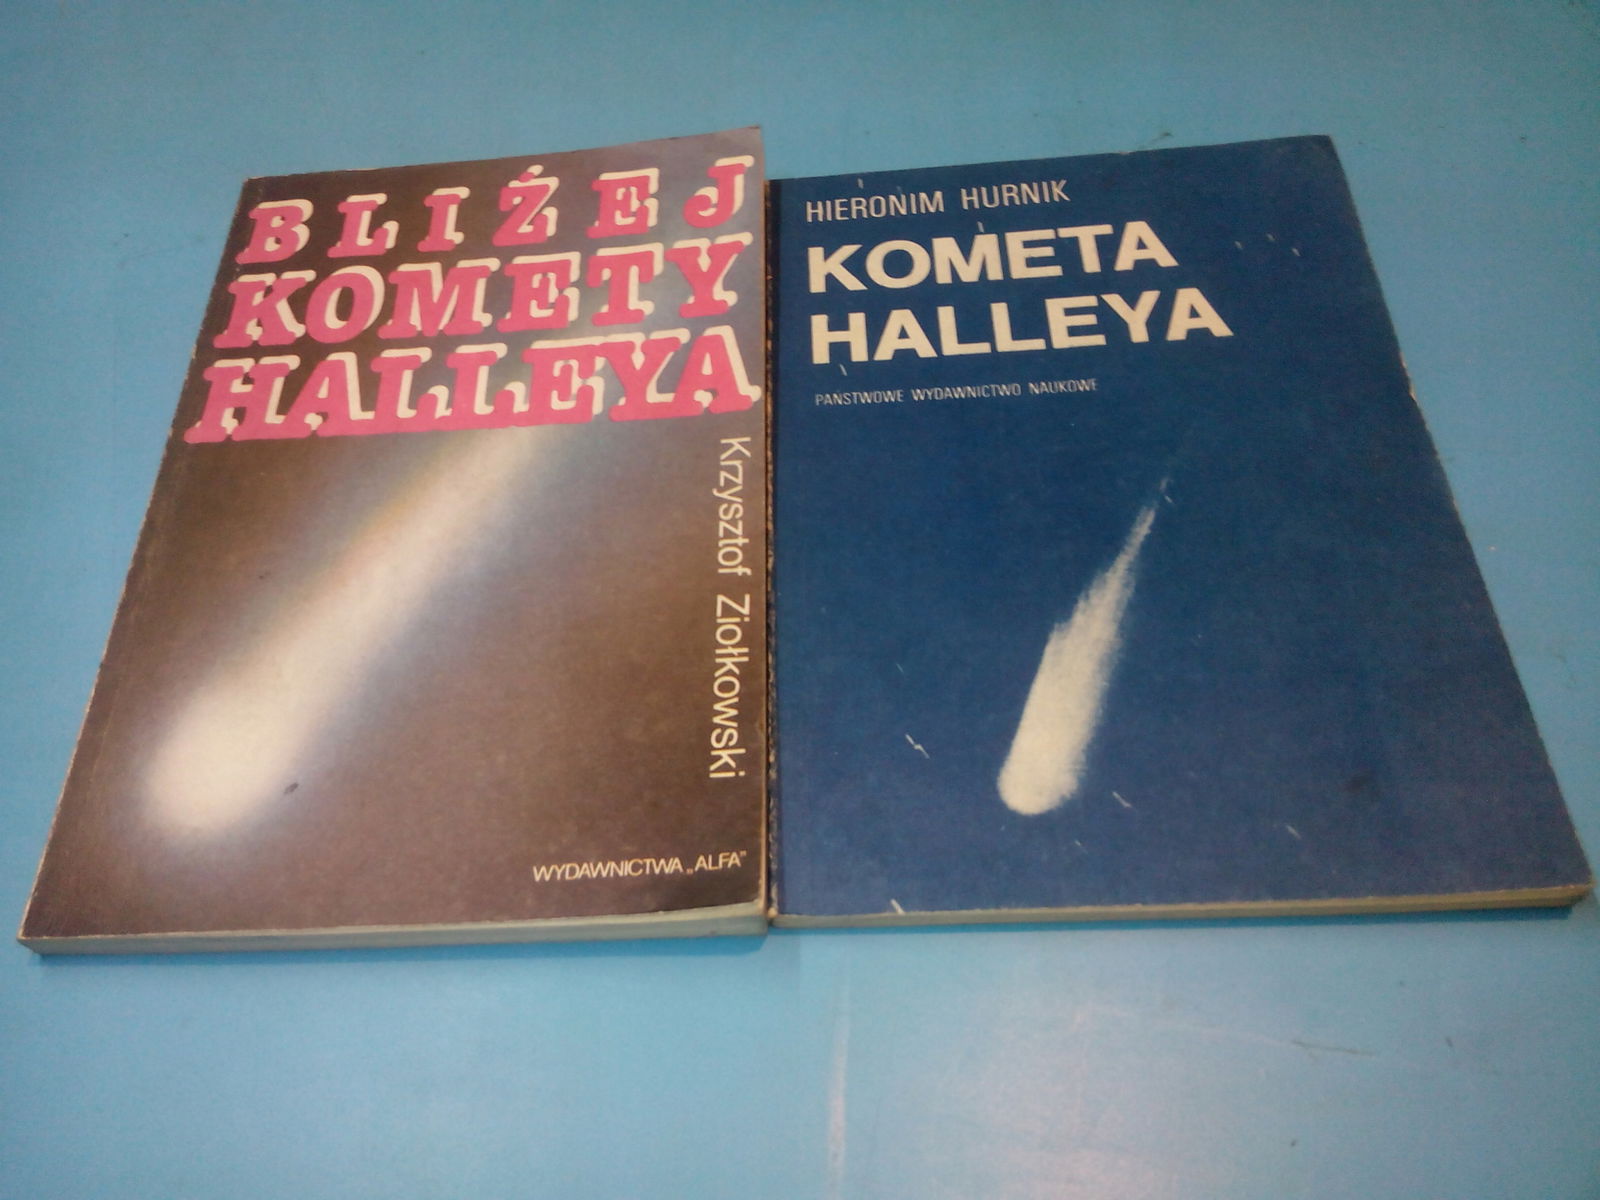 BLIŻEJ
KOMETY
HALLEYA
Krzysztof Ziołkowski
WYDAWNICTWA „ALFA”
HIERONIM HURNIK
KOMETA
HALLEYA
PAŃSTWOWE WYDAWNICTWO NAUKOWE